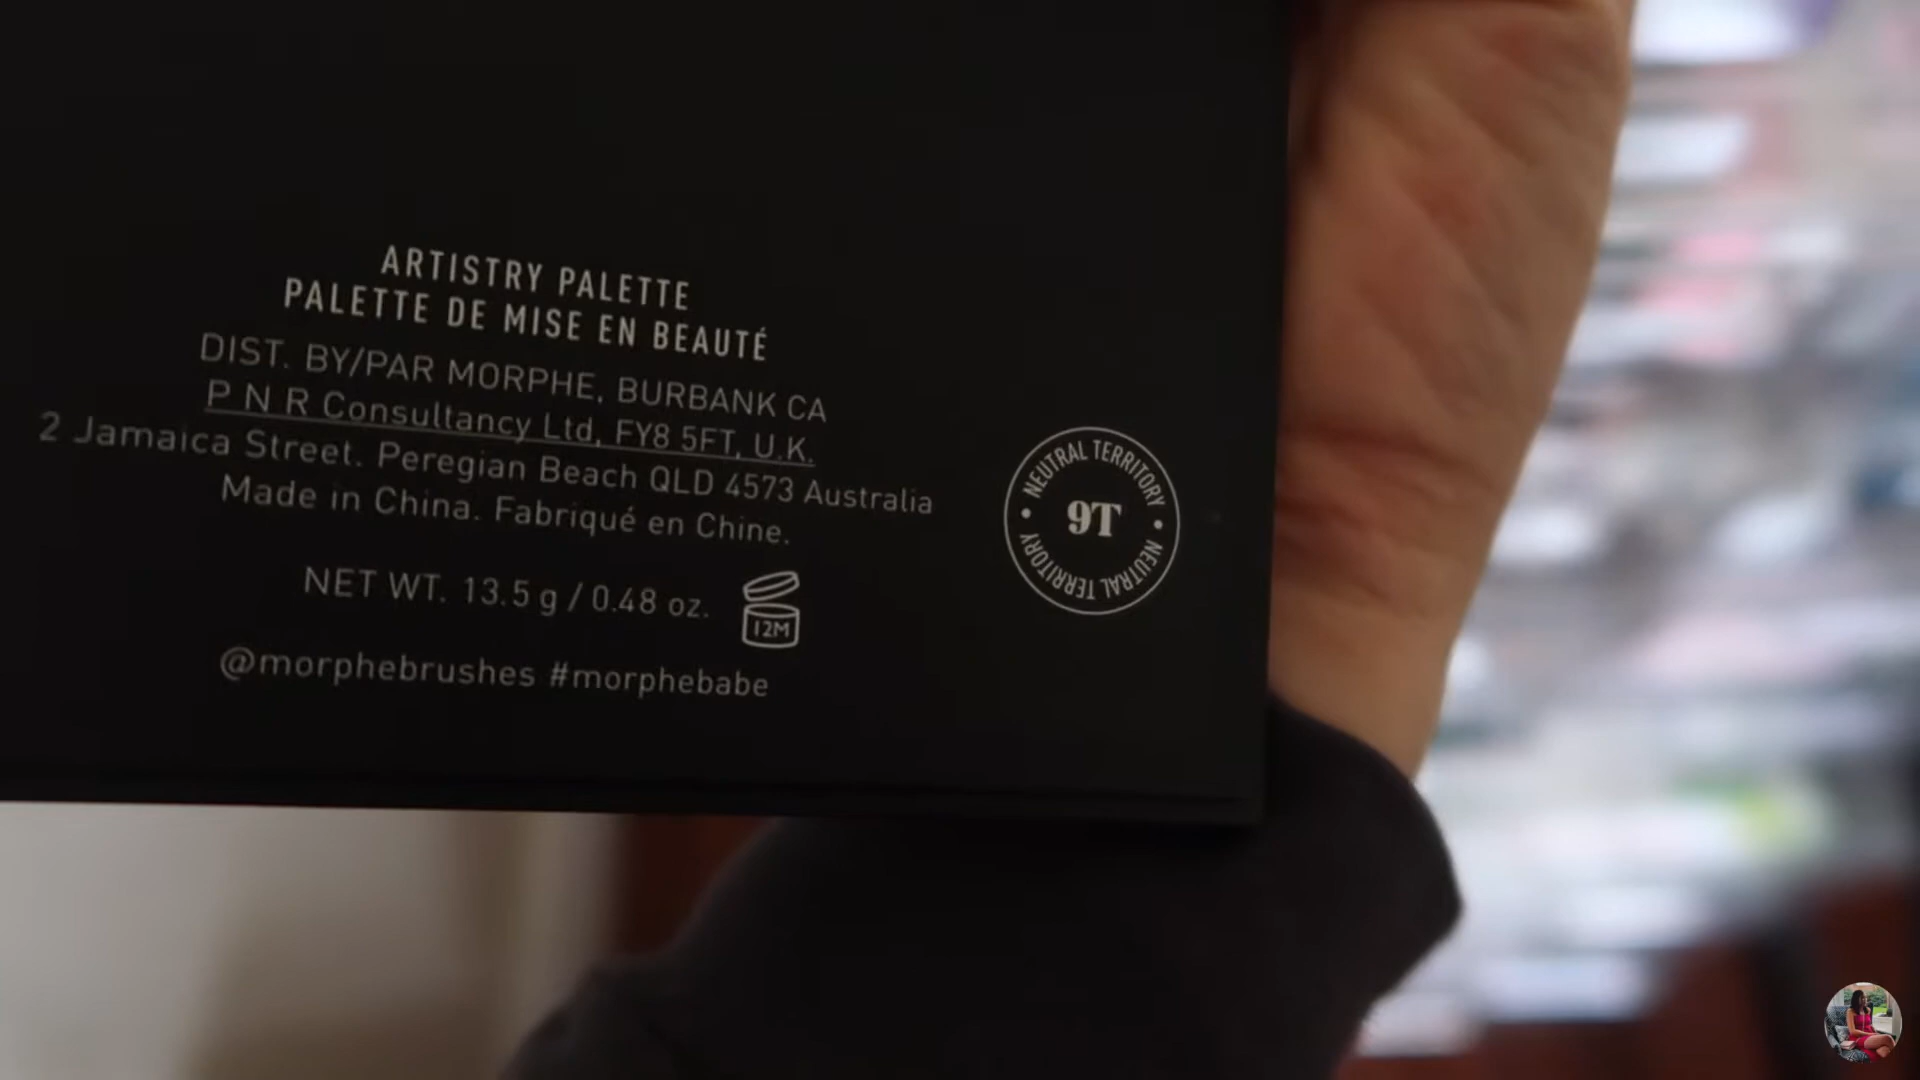 ARTISTRY PALETTE
PALETTE DE MISE EN BEAUTÉ
DIST. BY/PAR MORPHE, BURBANK CA
P N R Consultancy Ltd, FY8 5FT, U.K.
2 Jamaica Street. Peregian Beach QLD 4573 Australia
Made in China. Fabriqué en Chine.
NET WT. 13.5 g / 0.48 oz.
12M
@morphebrushes #morphebabe
• NEUTRAL TERRITORY • NEUTRAL TERRITORY
9T